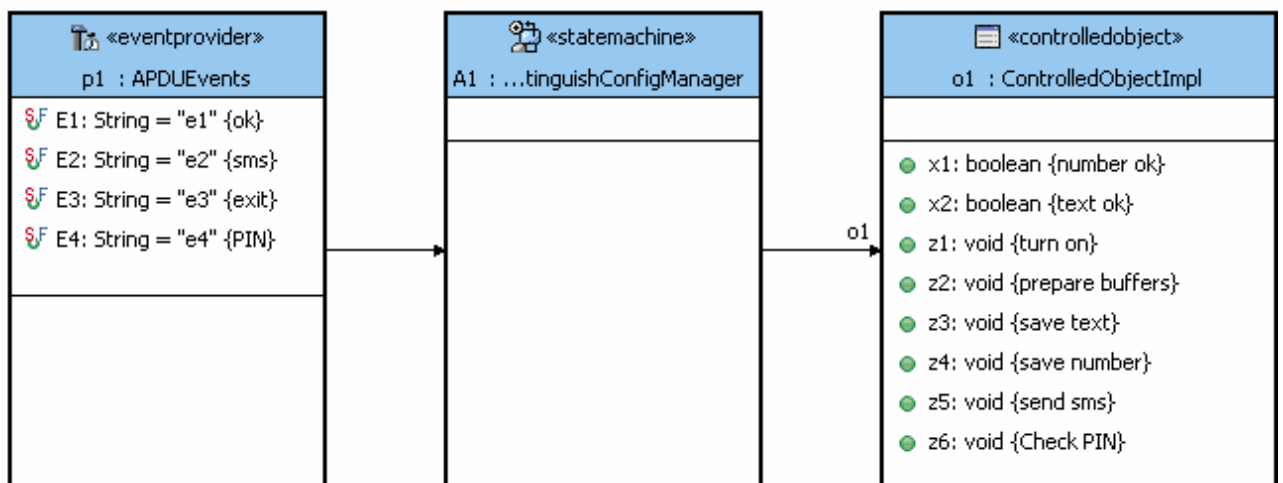 «eventprovider»
p1 : APDUEvents
E1: String = "e1" {ok}
E2: String = "e2" {sms}
E3: String = "e3" {exit}
E4: String = "e4" {PIN}
«statemachine»
A1 : ...tinguishConfigManager
o1
«controlledobject»
o1 : ControlledObjectImpl
x1: boolean {number ok}
x2: boolean {text ok}
z1: void {turn on}
z2: void {prepare buffers}
z3: void {save text}
z4: void {save number}
z5: void {send sms}
z6: void {Check PIN}